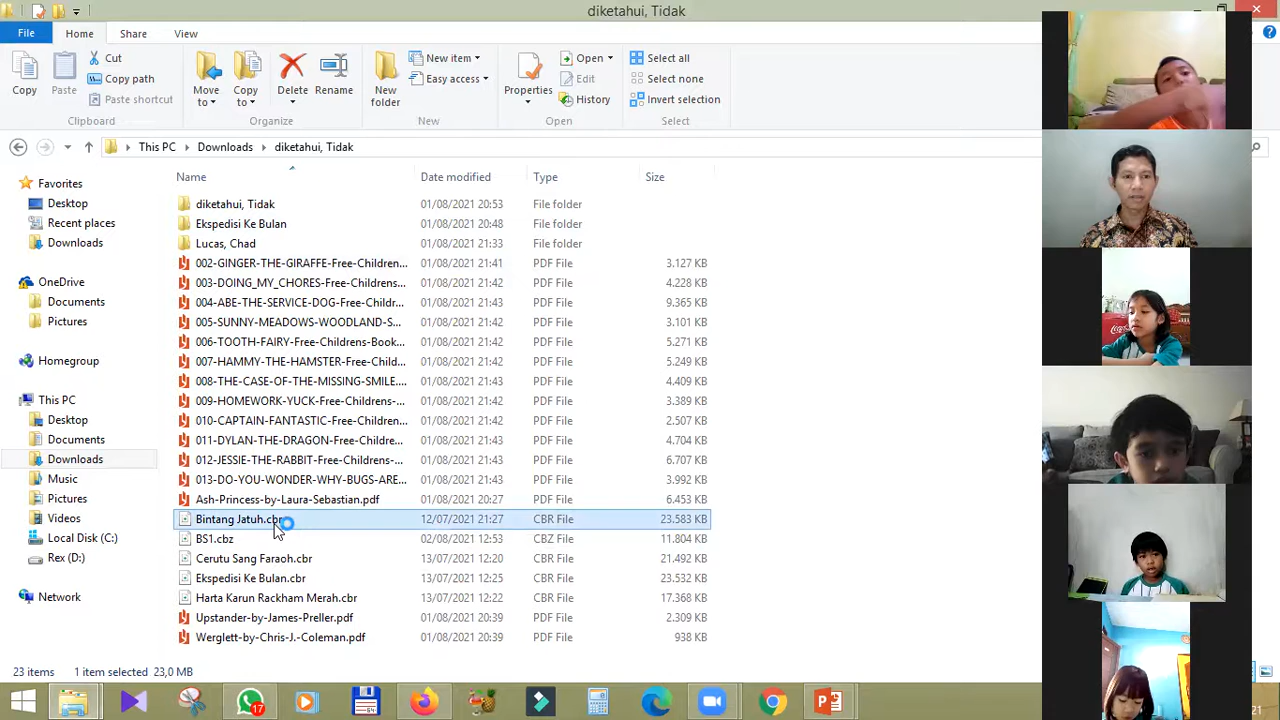 diketahui, Tidak
File Home Share View
Copy
Paste
Cut
Copy path
Paste shortcut
Clipboard
Move to
Copy to
Delete
Rename
Organize
New folder
New item
Easy access
New
Properties
Open
Edit
History
Open
Select all
Select none
Invert selection
Select
This PC Downloads diketahui, Tidak
Favorites
Desktop
Recent places
Downloads
OneDrive
Documents
Pictures
Homegroup
This PC
Desktop
Documents
Downloads
Music
Pictures
Videos
Local Disk (C:)
Rex (D:)
Network
Name Date modified Type Size
diketahui, Tidak 01/08/2021 20:53 File folder
Ekspedisi Ke Bulan 01/08/2021 20:48 File folder
Lucas, Chad 01/08/2021 21:33 File folder
002-GINGER-THE-GIRAFFE-Free-Children... 01/08/2021 21:41 PDF File 3.127 KB
003-DOING_MY_CHORES-Free-Childrens... 01/08/2021 21:42 PDF File 4.228 KB
004-ABE-THE-SERVICE-DOG-Free-Childr... 01/08/2021 21:43 PDF File 9.365 KB
005-SUNNY-MEADOWS-WOODLAND-S... 01/08/2021 21:42 PDF File 3.101 KB
006-TOOTH-FAIRY-Free-Childrens-Book... 01/08/2021 21:42 PDF File 5.271 KB
007-HAMMY-THE-HAMSTER-Free-Child... 01/08/2021 21:43 PDF File 5.249 KB
008-THE-CASE-OF-THE-MISSING-SMILE... 01/08/2021 21:43 PDF File 4.409 KB
009-HOMEWORK-YUCK-Free-Childrens-... 01/08/2021 21:42 PDF File 3.389 KB
010-CAPTAIN-FANTASTIC-Free-Children... 01/08/2021 21:42 PDF File 2.507 KB
011-DYLAN-THE-DRAGON-Free-Childre... 01/08/2021 21:43 PDF File 4.704 KB
012-JESSIE-THE-RABBIT-Free-Childrens-... 01/08/2021 21:43 PDF File 6.707 KB
013-DO-YOU-WONDER-WHY-BUGS-ARE... 01/08/2021 21:43 PDF File 3.992 KB
Ash-Princess-by-Laura-Sebastian.pdf 01/08/2021 20:27 PDF File 6.453 KB
Bintang Jatuh.cbr 12/07/2021 21:27 CBR File 23.583 KB
BS1.cbz 02/08/2021 12:53 CBZ File 11.804 KB
Cerutu Sang Faraoh.cbr 13/07/2021 12:25 CBR File 21.492 KB
Ekspedisi Ke Bulan.cbr 13/07/2021 12:25 CBR File 23.532 KB
Harta Karun Rackham Merah.cbr 13/07/2021 12:22 CBR File 17.368 KB
Upstander-by-James-Preller.pdf 01/08/2021 20:39 PDF File 2.309 KB
Werglett-by-Chris-J.-Coleman.pdf 01/08/2021 20:39 PDF File 938 KB
23 items 1 item selected 23,0 MB
17
21
Coca-Cola